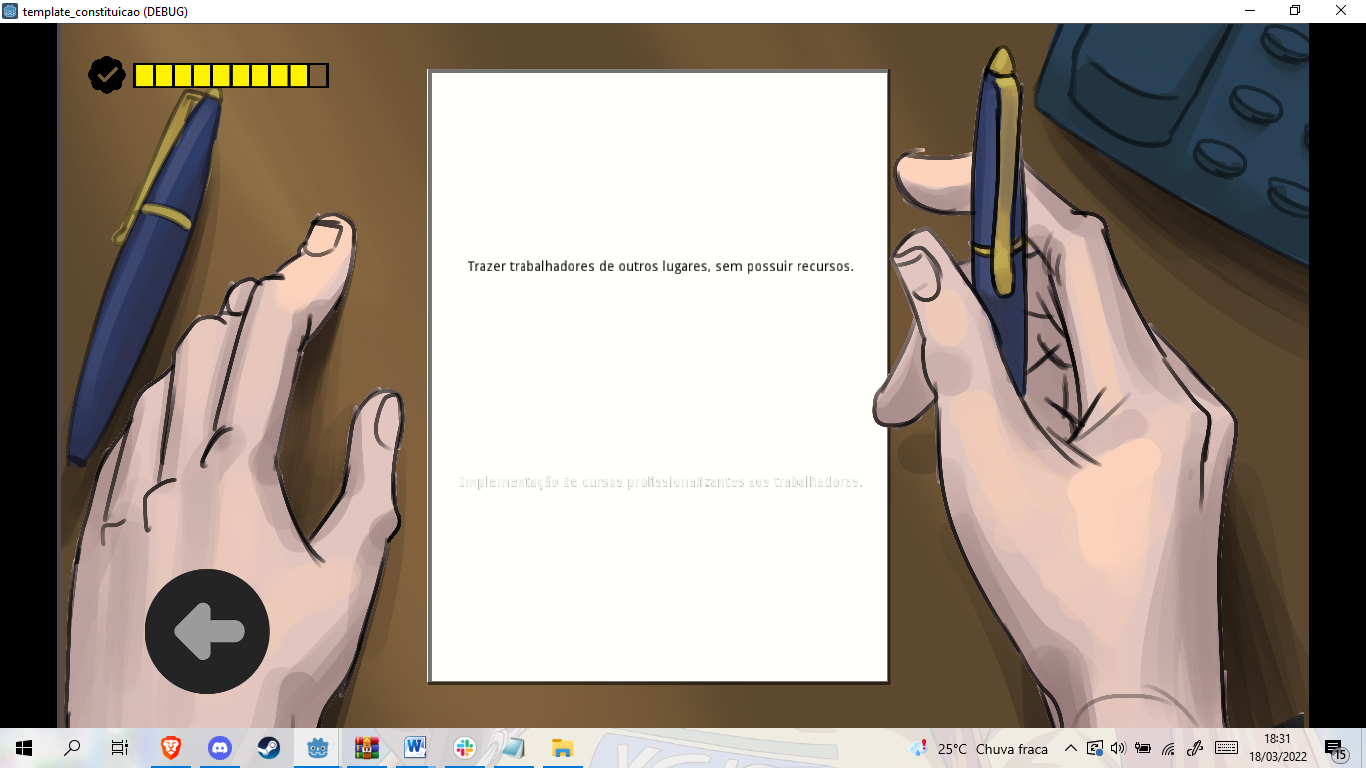 template_constituicao (DEBUG)
Trazer trabalhadores de outros lugares, sem possuir recursos.
Implementação de cursos profissionalizantes aos trabalhadores.
25°C Chuva fraca
18:31
18/03/2022
15